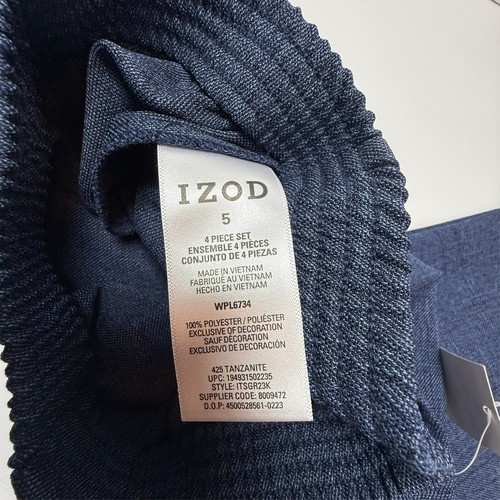 IZOD
5
4 PIECE SET
ENSEMBLE 4 PIÈCES
CONJUNTO DE 4 PIEZAS
MADE IN VIETNAM
FABRIQUÉ AU VIETNAM
HECHO EN VIETNAM
WPL6734
100% POLYESTER / POLIÉSTER
EXCLUSIVE OF DECORATION
SAUF DÉCORATION
EXCLUSIVO DE DECORACIÓN
425 TANZANITE
UPC: 194931502235
STYLE: ITSGR23K
SUPPLIER CODE: 8009472
D.O.P: 4500528561-0223